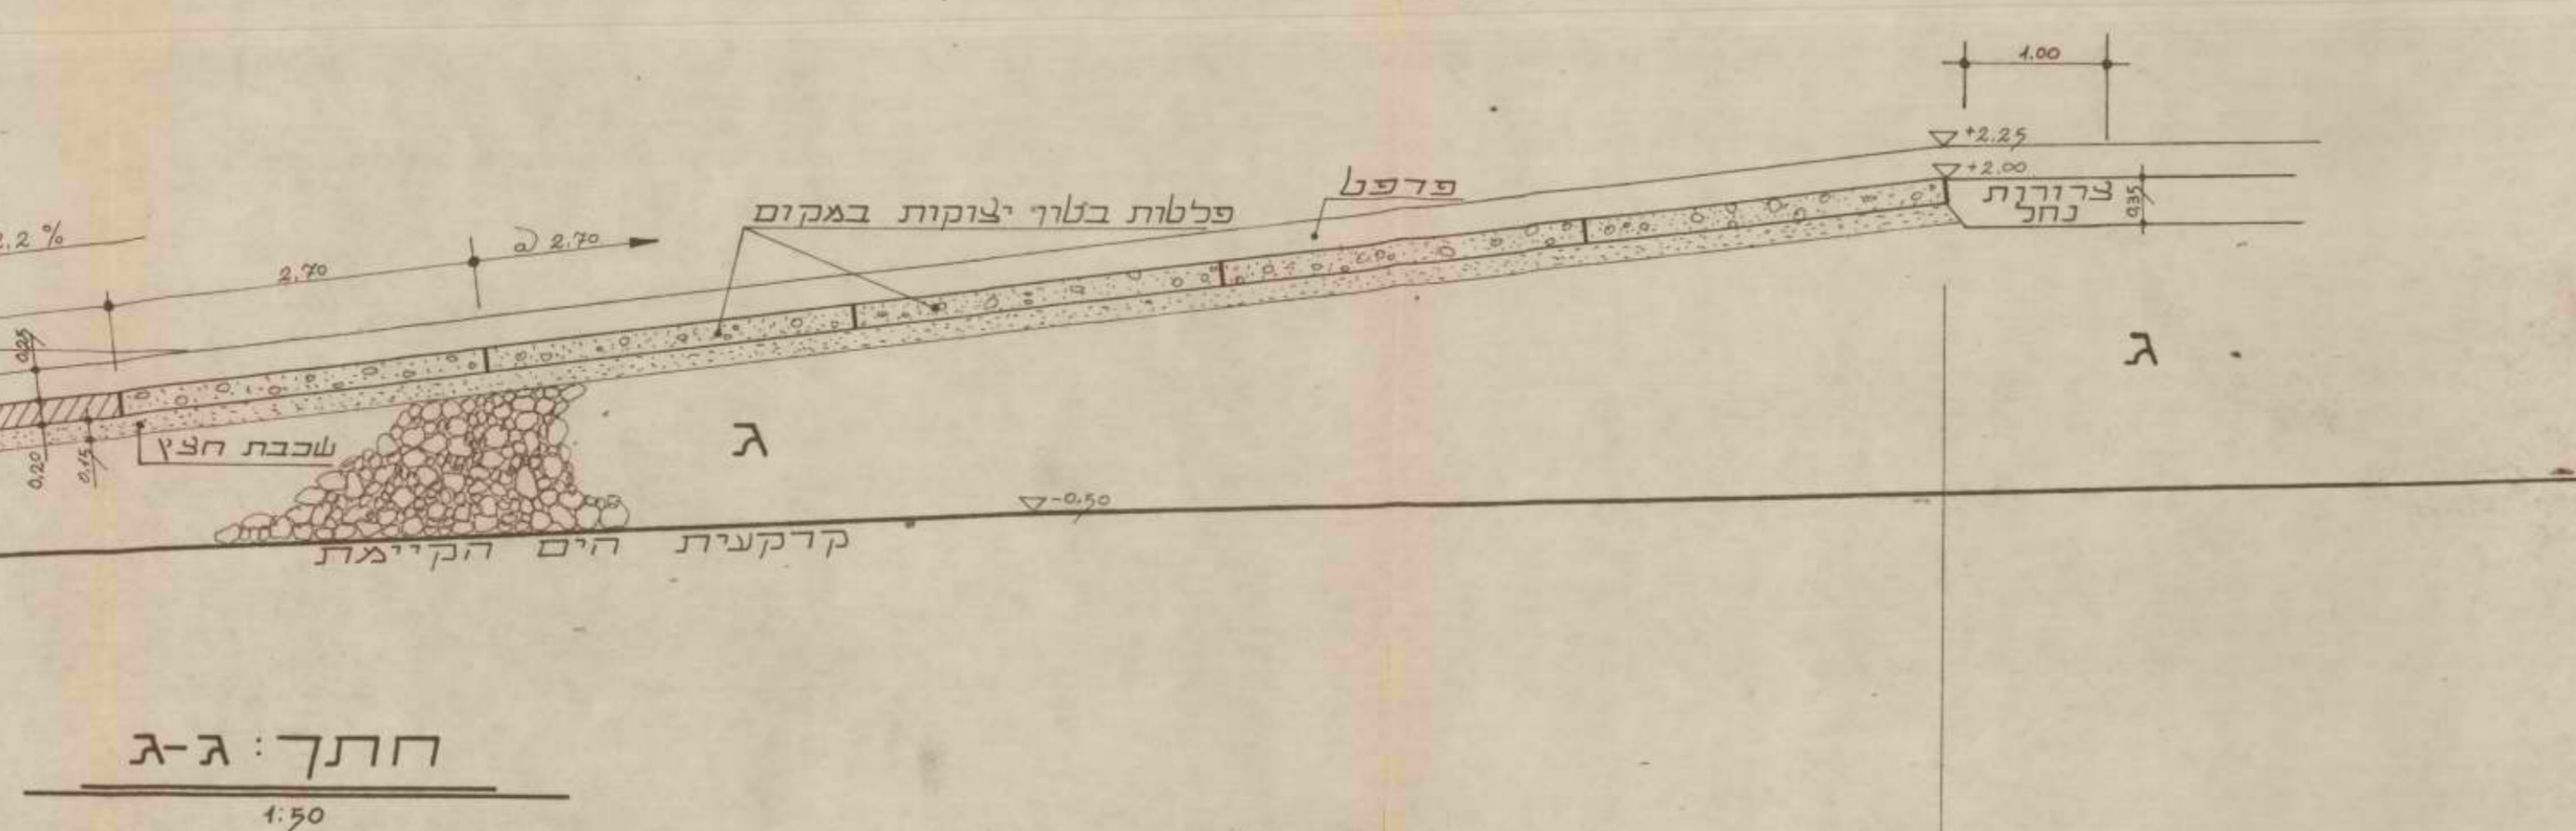 1.00
+2.25
+2.00
צרורות
נחל
0,35
פרפט
פלטות בטון יצוקות במקום
2.70
2.70
2.2 %
0,25
0,20
0,15
שכבת חצץ
ג
ג
-0,50
קרקעית הים הקיימת
חתך: ג-ג
1:50